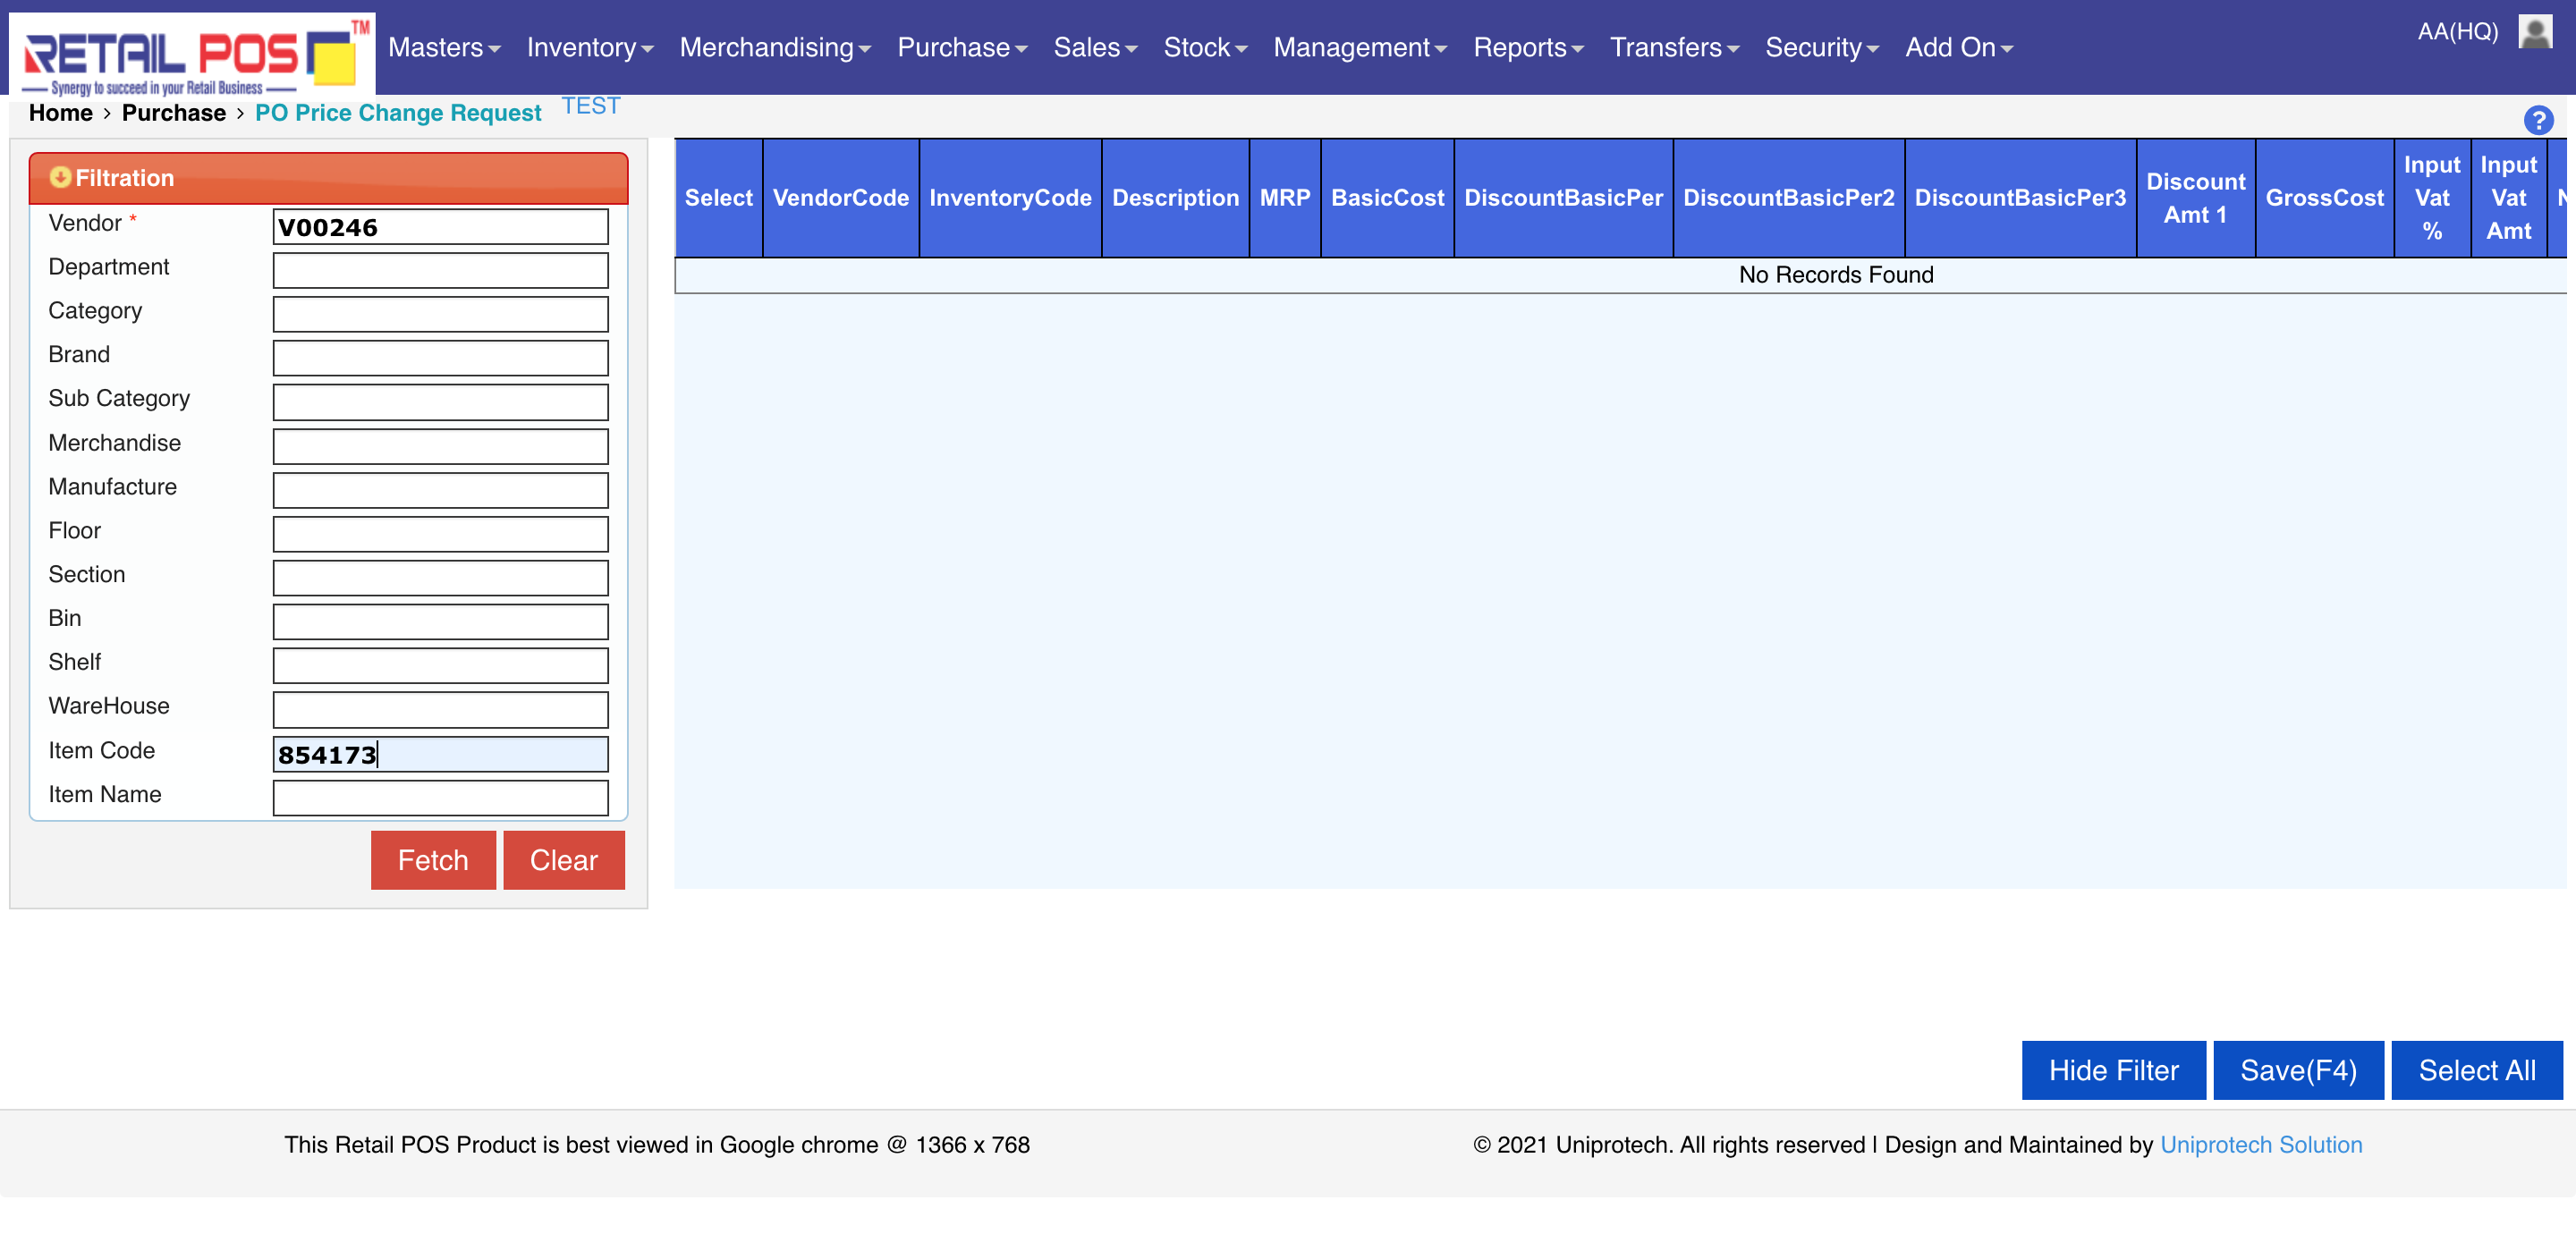 RETAIL POS TM
Synergy to succeed in your Retail Business
Masters Inventory Merchandising Purchase Sales Stock Management Reports Transfers Security Add On
AA(HQ)
Home › Purchase › PO Price Change Request TEST
?
Filtration
Vendor * V00246
Department
Category
Brand
Sub Category
Merchandise
Manufacture
Floor
Section
Bin
Shelf
WareHouse
Item Code 854173
Item Name
Fetch Clear
Select VendorCode InventoryCode Description MRP BasicCost DiscountBasicPer DiscountBasicPer2 DiscountBasicPer3 Discount Amt 1 GrossCost Input Vat % Input Vat Amt
No Records Found
Hide Filter Save(F4) Select All
This Retail POS Product is best viewed in Google chrome @ 1366 x 768
© 2021 Uniprotech. All rights reserved | Design and Maintained by Uniprotech Solution